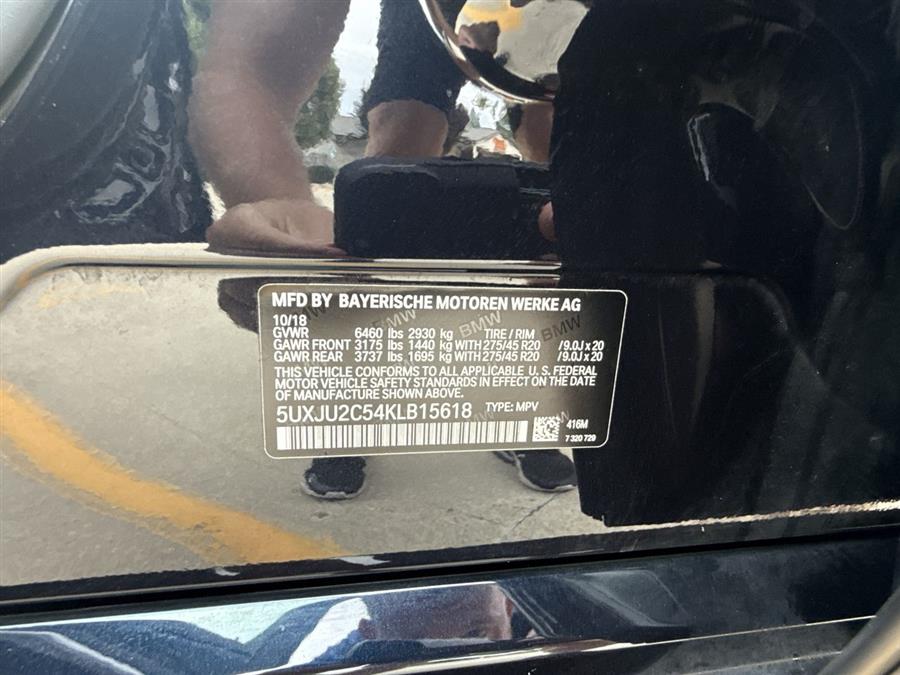 MFD BY BAYERISCHE MOTOREN WERKE AG
10/18
GVWR 6460 lbs 2930 kg TIRE / RIM
GAWR FRONT 3175 lbs 1440 kg WITH 275/45 R20 /9.0J x 20
GAWR REAR 3737 lbs 1695 kg WITH 275/45 R20 /9.0J x 20
THIS VEHICLE CONFORMS TO ALL APPLICABLE U. S. FEDERAL
MOTOR VEHICLE SAFETY STANDARDS IN EFFECT ON THE DATE
OF MANUFACTURE SHOWN ABOVE.
5UXJU2C54KLB15618 TYPE: MPV
416M
7 320 729
BMW
BMW
BMW